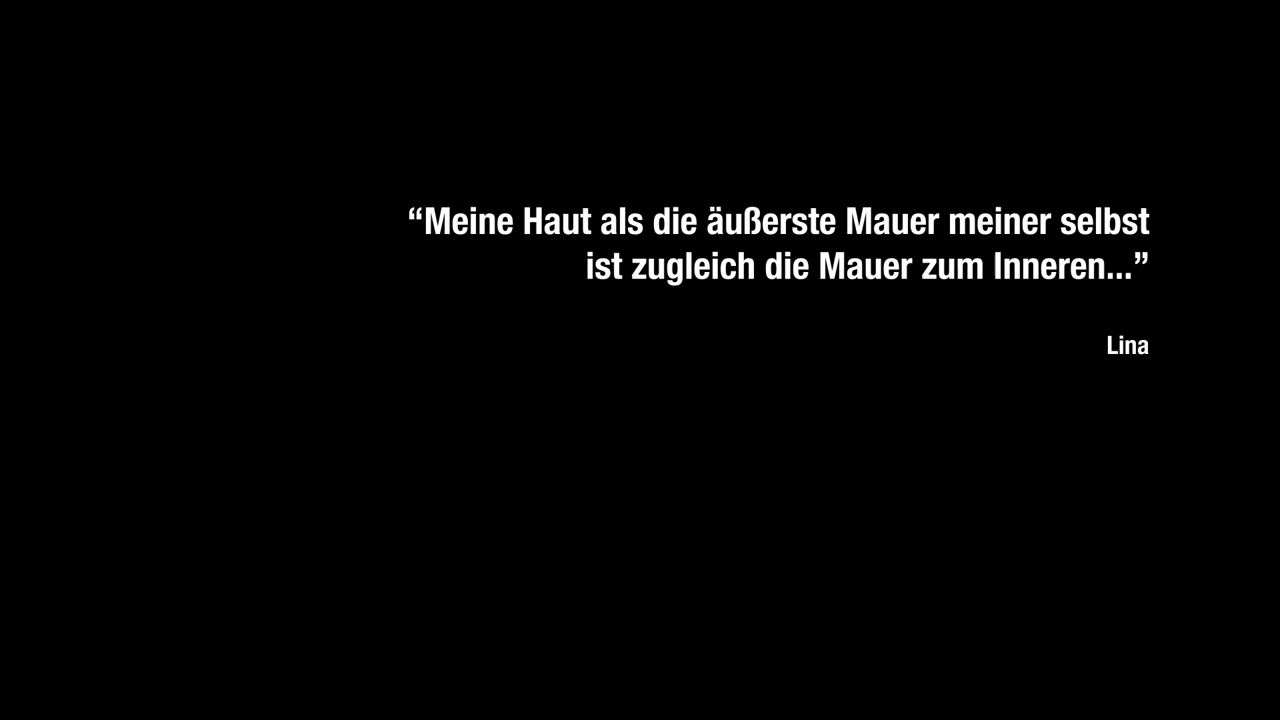 “Meine Haut als die äußerste Mauer meiner selbst
ist zugleich die Mauer zum Inneren...”
Lina